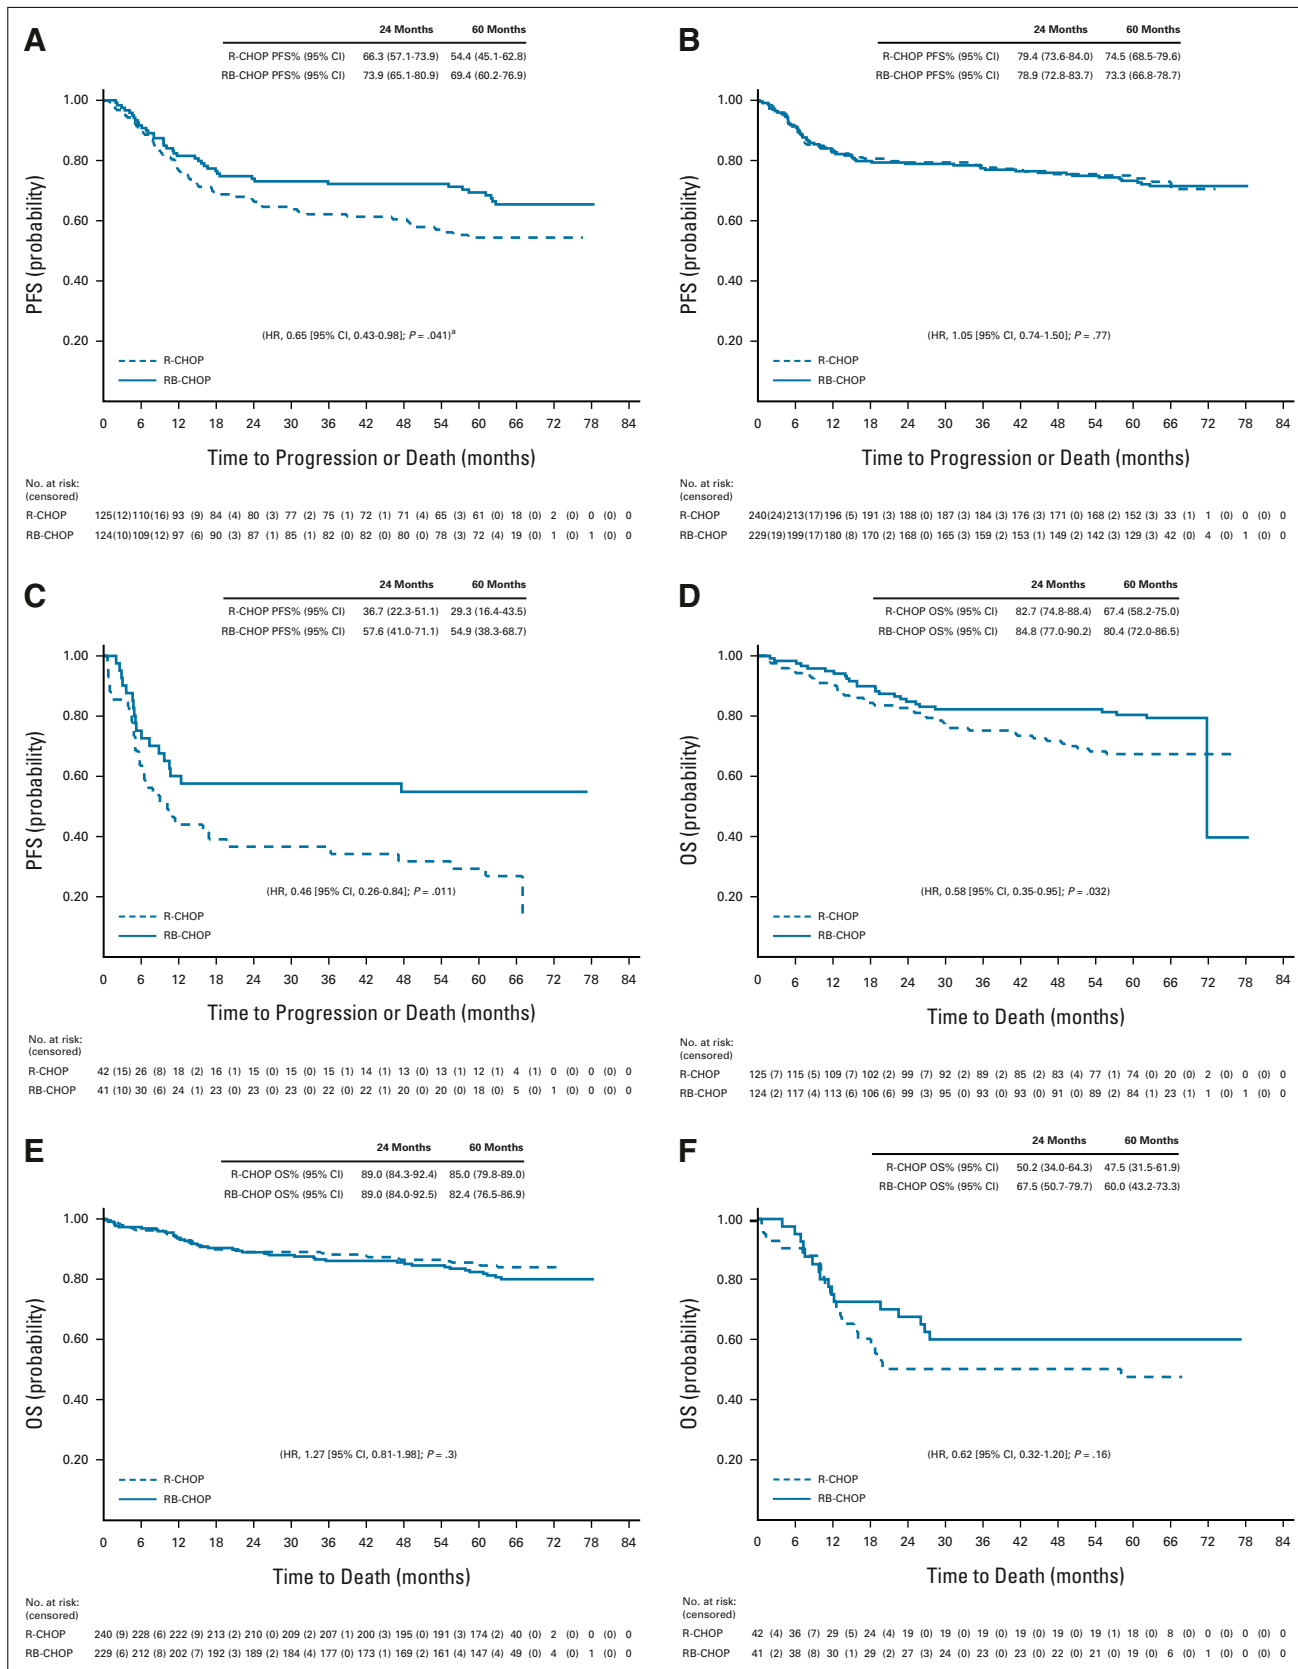 A
24 Months 60 Months
R-CHOP PFS% (95% CI) 66.3 (57.1-73.9) 54.4 (45.1-62.8)
RB-CHOP PFS% (95% CI) 73.9 (65.1-80.9) 69.4 (60.2-76.9)
1.00
0.80
0.60
0.40
0.20
PFS (probability)
(HR, 0.65 [95% CI, 0.43-0.98]; P = .041)a
R-CHOP
RB-CHOP
0 6 12 18 24 30 36 42 48 54 60 66 72 78 84
Time to Progression or Death (months)
No. at risk:
(censored)
R-CHOP 125(12)110(16) 93 (9) 84 (4) 80 (3) 77 (2) 75 (1) 72 (1) 71 (4) 65 (3) 61 (0) 18 (0) 2 (0) 0 (0) 0
RB-CHOP 124(10)109(12) 97 (6) 90 (3) 87 (1) 85 (1) 82 (0) 82 (0) 80 (0) 78 (3) 72 (4) 19 (0) 1 (0) 1 (0) 0
B
24 Months 60 Months
R-CHOP PFS% (95% CI) 79.4 (73.6-84.0) 74.5 (68.5-79.6)
RB-CHOP PFS% (95% CI) 78.9 (72.8-83.7) 73.3 (66.8-78.7)
1.00
0.80
0.60
0.40
0.20
PFS (probability)
(HR, 1.05 [95% CI, 0.74-1.50]; P = .77)
R-CHOP
RB-CHOP
0 6 12 18 24 30 36 42 48 54 60 66 72 78 84
Time to Progression or Death (months)
No. at risk:
(censored)
R-CHOP 240(24)213(17)196 (5) 191 (3) 188 (0) 187 (3) 184 (3) 176 (3) 171 (0) 168 (2) 152 (3) 33 (1) 1 (0) 0 (0) 0
RB-CHOP 229(19)199(17)180 (8) 170 (2) 168 (0) 165 (3) 159 (2) 153 (1) 149 (2) 142 (3) 129 (3) 42 (0) 4 (0) 1 (0) 0
C
24 Months 60 Months
R-CHOP PFS% (95% CI) 36.7 (22.3-51.1) 29.3 (16.4-43.5)
RB-CHOP PFS% (95% CI) 57.6 (41.0-71.1) 54.9 (38.3-68.7)
1.00
0.80
0.60
0.40
0.20
PFS (probability)
(HR, 0.46 [95% CI, 0.26-0.84]; P = .011)
R-CHOP
RB-CHOP
0 6 12 18 24 30 36 42 48 54 60 66 72 78 84
Time to Progression or Death (months)
No. at risk:
(censored)
R-CHOP 42 (15) 26 (8) 18 (2) 16 (1) 15 (0) 15 (0) 15 (1) 14 (1) 13 (0) 13 (1) 12 (1) 4 (1) 0 (0) 0 (0) 0
RB-CHOP 41 (10) 30 (6) 24 (1) 23 (0) 23 (0) 23 (0) 22 (0) 22 (1) 20 (0) 20 (0) 18 (0) 5 (0) 1 (0) 0 (0) 0
D
24 Months 60 Months
R-CHOP OS% (95% CI) 82.7 (74.8-88.4) 67.4 (58.2-75.0)
RB-CHOP OS% (95% CI) 84.8 (77.0-90.2) 80.4 (72.0-86.5)
1.00
0.80
0.60
0.40
0.20
OS (probability)
(HR, 0.58 [95% CI, 0.35-0.95]; P = .032)
R-CHOP
RB-CHOP
0 6 12 18 24 30 36 42 48 54 60 66 72 78 84
Time to Death (months)
No. at risk:
(censored)
R-CHOP 125 (7) 115 (5) 109 (7) 102 (2) 99 (7) 92 (2) 89 (2) 85 (2) 83 (4) 77 (1) 74 (0) 20 (0) 2 (0) 0 (0) 0
RB-CHOP 124 (2) 117 (4) 113 (6) 106 (6) 99 (3) 95 (0) 93 (0) 93 (0) 91 (0) 89 (2) 84 (1) 23 (1) 1 (0) 1 (0) 0
E
24 Months 60 Months
R-CHOP OS% (95% CI) 89.0 (84.3-92.4) 85.0 (79.8-89.0)
RB-CHOP OS% (95% CI) 89.0 (84.0-92.5) 82.4 (76.5-86.9)
1.00
0.80
0.60
0.40
0.20
OS (probability)
(HR, 1.27 [95% CI, 0.81-1.98]; P = .3)
R-CHOP
RB-CHOP
0 6 12 18 24 30 36 42 48 54 60 66 72 78 84
Time to Death (months)
No. at risk:
(censored)
R-CHOP 240 (9) 228 (6) 222 (9) 213 (2) 210 (0) 209 (2) 207 (1) 200 (3) 195 (0) 191 (3) 174 (2) 40 (0) 2 (0) 0 (0) 0
RB-CHOP 229 (6) 212 (8) 202 (7) 192 (3) 189 (2) 184 (4) 177 (0) 173 (1) 169 (2) 161 (4) 147 (4) 49 (0) 4 (0) 1 (0) 0
F
24 Months 60 Months
R-CHOP OS% (95% CI) 50.2 (34.0-64.3) 47.5 (31.5-61.9)
RB-CHOP OS% (95% CI) 67.5 (50.7-79.7) 60.0 (43.2-73.3)
1.00
0.80
0.60
0.40
0.20
OS (probability)
(HR, 0.62 [95% CI, 0.32-1.20]; P = .16)
R-CHOP
RB-CHOP
0 6 12 18 24 30 36 42 48 54 60 66 72 78 84
Time to Death (months)
No. at risk:
(censored)
R-CHOP 42 (4) 36 (7) 29 (5) 24 (4) 19 (0) 19 (0) 19 (0) 19 (0) 19 (0) 19 (1) 18 (0) 8 (0) 0 (0) 0 (0) 0
RB-CHOP 41 (2) 38 (8) 30 (1) 29 (2) 27 (3) 24 (0) 23 (0) 23 (0) 22 (0) 21 (0) 19 (0) 6 (0) 1 (0) 0 (0) 0